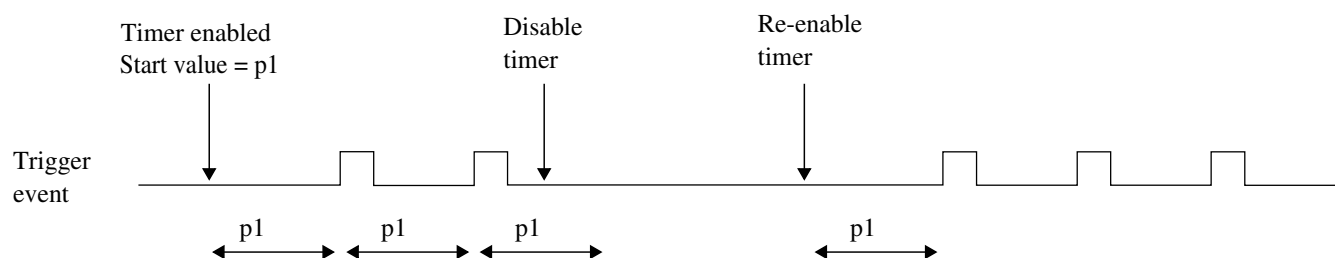 Timer enabled
Start value = p1
Disable
timer
Re-enable
timer
Trigger
event
p1
p1
p1
p1